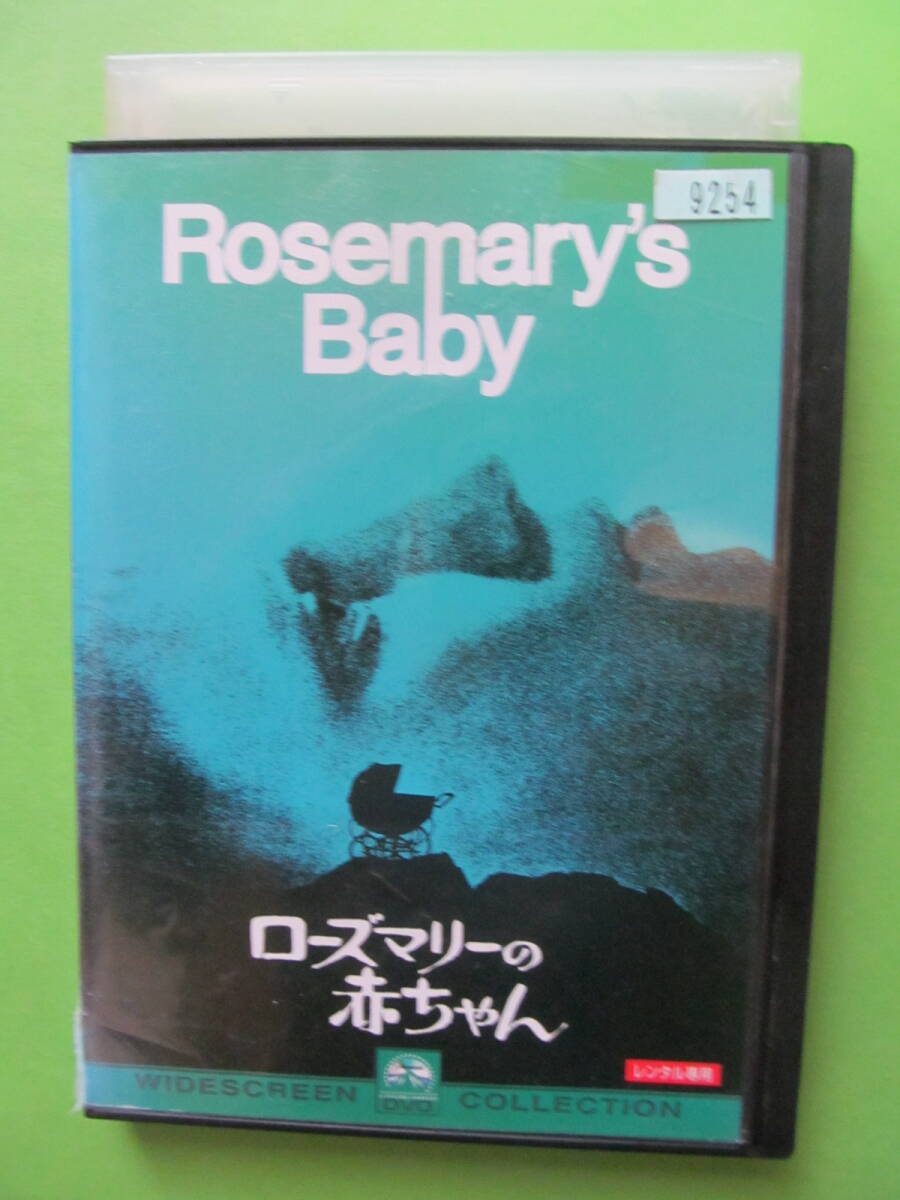 9254
Rosemary's
Baby
ローズマリーの
赤ちゃん
レンタル専用
WIDESCREEN DVD COLLECTION